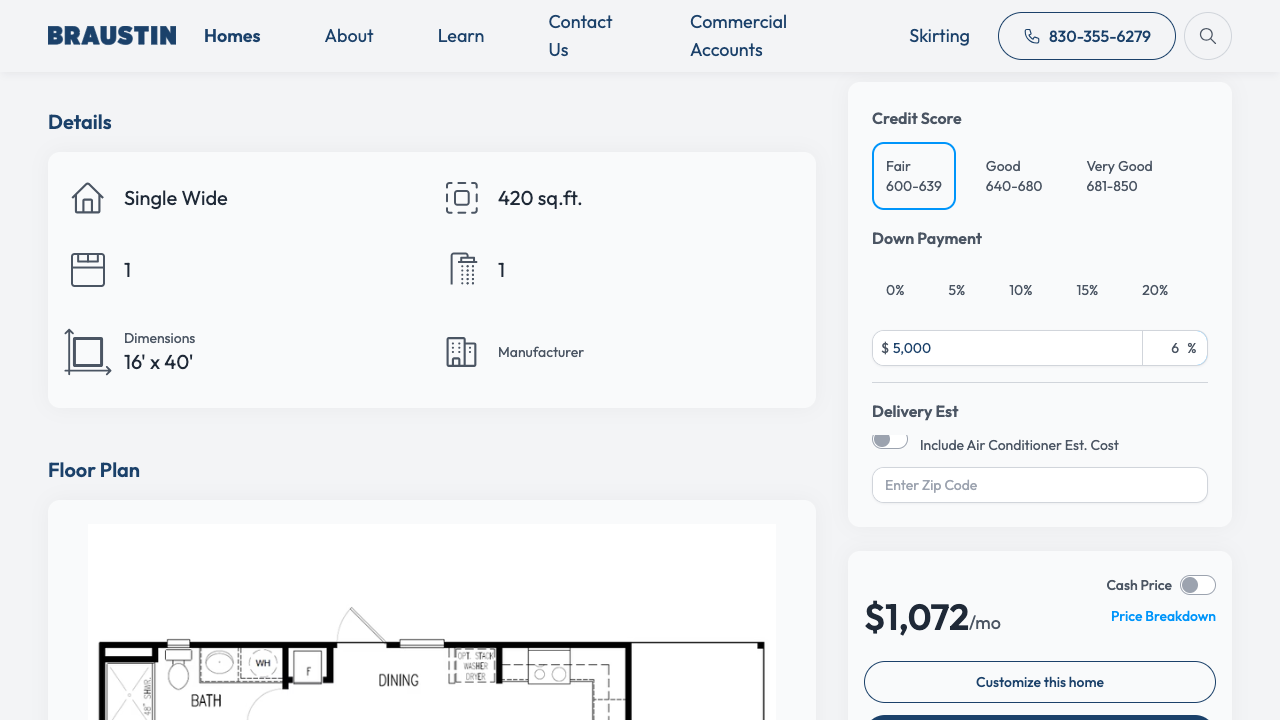 BRAUSTIN
Homes
About
Learn
Contact
Us
Commercial
Accounts
Skirting
830-355-6279
Details
Single Wide
420 sq.ft.
1
1
Dimensions
16' x 40'
Manufacturer
Floor Plan
WH
F
DINING
OPT. STACK
WASHER
DRYER
BATH
48" SHWR.
Credit Score
Fair
600-639
Good
640-680
Very Good
681-850
Down Payment
0%
5%
10%
15%
20%
$ 5,000
6 %
Delivery Est
Include Air Conditioner Est. Cost
Enter Zip Code
Cash Price
$1,072/mo
Price Breakdown
Customize this home